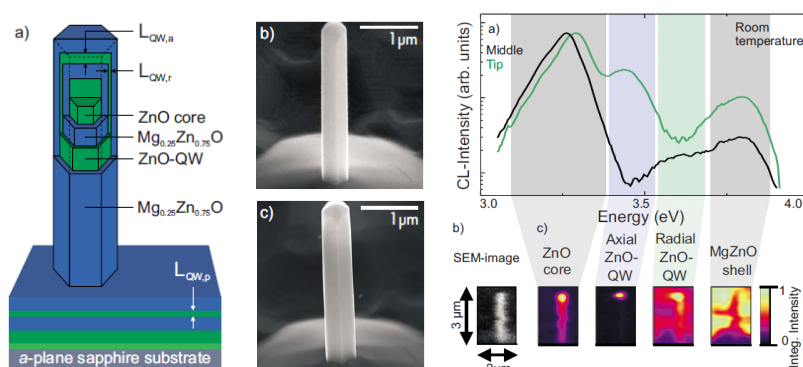 a)
L_QW,a
L_QW,r
ZnO core
Mg0.25Zn0.75O
ZnO-QW
Mg0.25Zn0.75O
L_QW,p
a-plane sapphire substrate
b)
1µm
c)
1µm
a)
Middle
Tip
Room
temperature
CL-Intensity (arb. units)
3.0 3.5 4.0
Energy (eV)
b)
SEM-image
3 µm
2µm
c)
ZnO
core
Axial
ZnO-
QW
Radial
ZnO-
QW
MgZnO
shell
1
0
Integ. Intensity